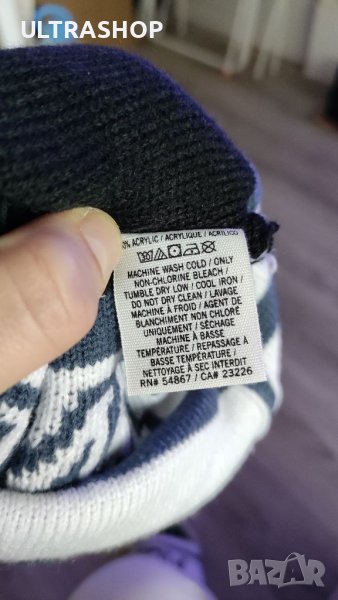 ULTRASHOP
% ACRYLIC / ACRYLIQUE / ACRILICO
MACHINE WASH COLD / ONLY
NON-CHLORINE BLEACH /
TUMBLE DRY LOW / COOL IRON /
DO NOT DRY CLEAN / LAVAGE
MACHINE À FROID / AGENT DE
BLANCHIMENT NON CHLORÉ
UNIQUEMENT / SÉCHAGE
MACHINE À BASSE
TEMPÉRATURE / REPASSAGE À
BASSE TEMPÉRATURE /
NETTOYAGE À SEC INTERDIT
RN# 54867 / CA# 23226
BAZAR